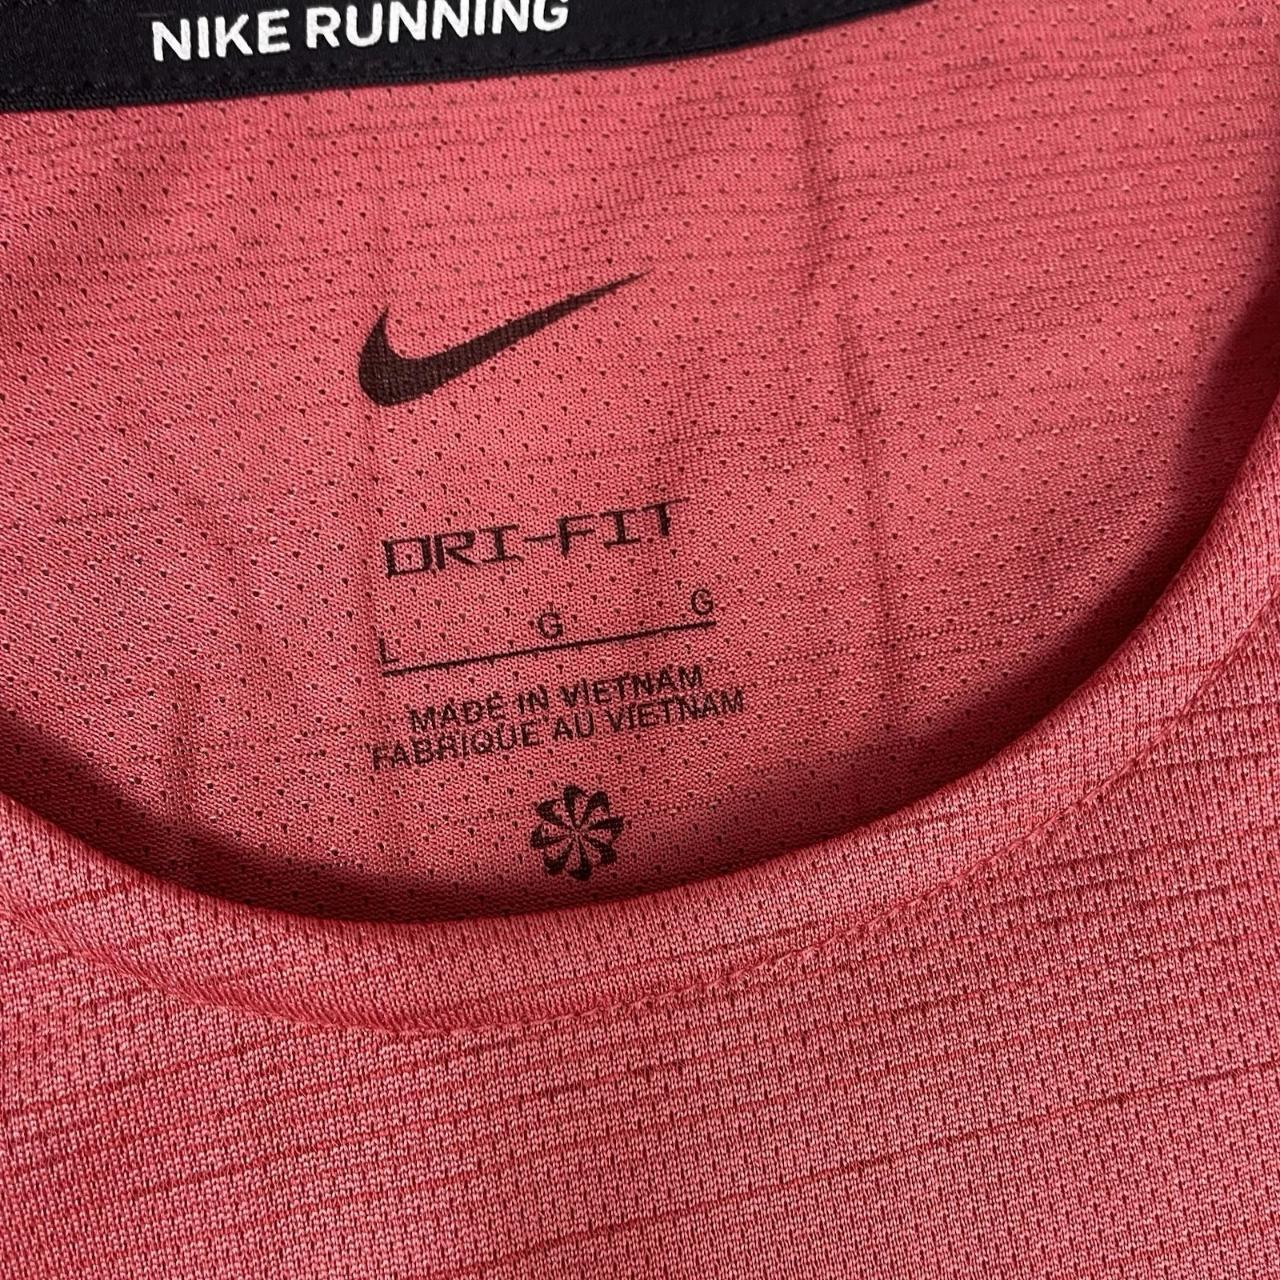 NIKE RUNNING
DRI-FIT
L G G
MADE IN VIETNAM
FABRIQUE AU VIETNAM